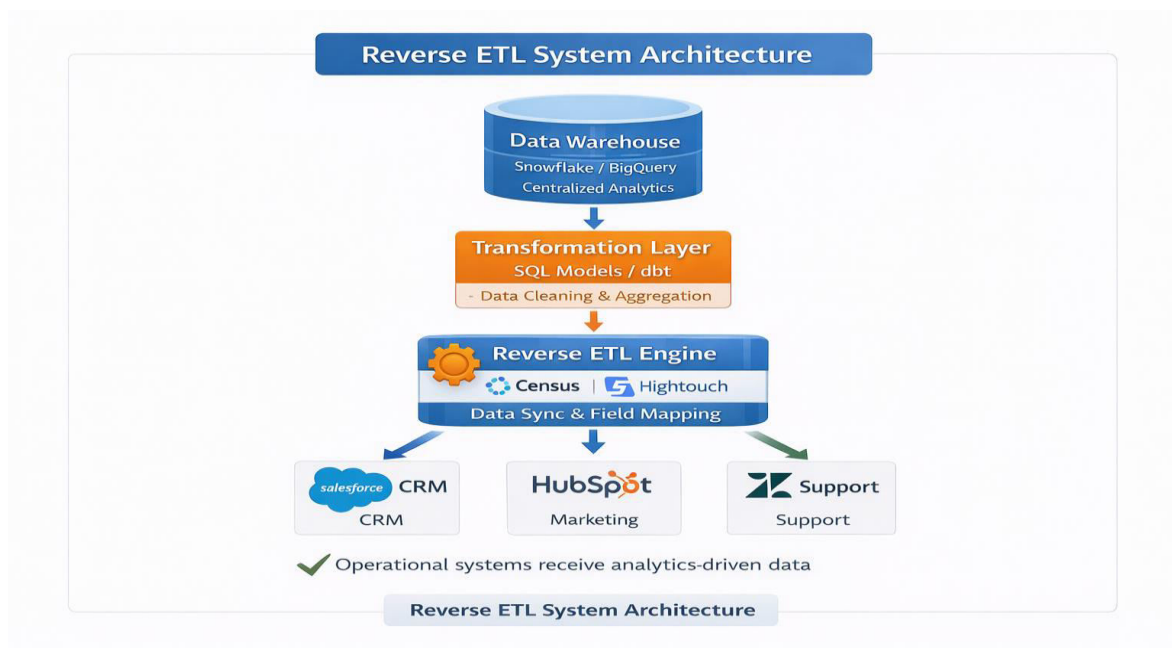 Reverse ETL System Architecture
Data Warehouse
Snowflake / BigQuery
Centralized Analytics
Transformation Layer
SQL Models / dbt
- Data Cleaning & Aggregation
Reverse ETL Engine
Census | Hightouch
Data Sync & Field Mapping
salesforce CRM
CRM
HubSpot
Marketing
Support
Support
Operational systems receive analytics-driven data
Reverse ETL System Architecture